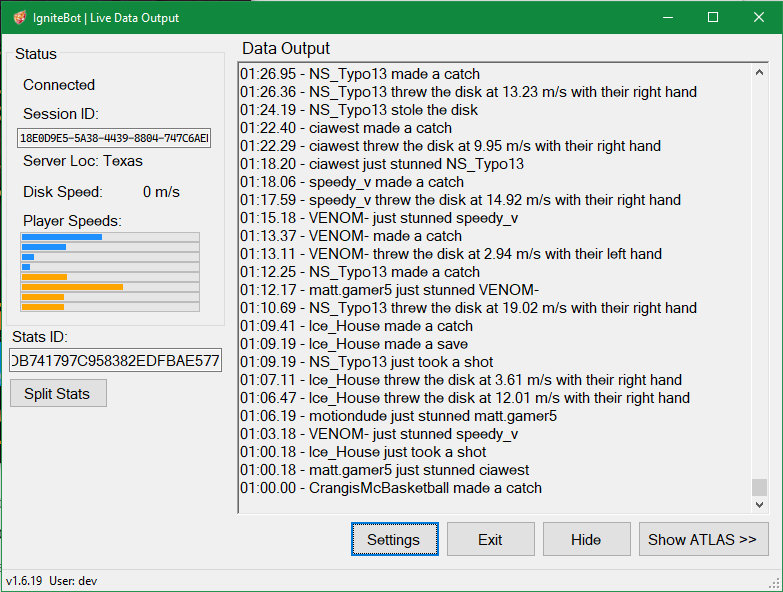 IgniteBot | Live Data Output
Status
Connected
Session ID:
18E0D9E5-5A38-4439-8804-747C6AE
Server Loc: Texas
Disk Speed: 0 m/s
Player Speeds:
Stats ID:
DB741797C958382EDFBAE577
Split Stats
Data Output
01:26.95 - NS_Typo13 made a catch
01:26.36 - NS_Typo13 threw the disk at 13.23 m/s with their right hand
01:24.19 - NS_Typo13 stole the disk
01:22.40 - ciawest made a catch
01:22.29 - ciawest threw the disk at 9.95 m/s with their right hand
01:18.20 - ciawest just stunned NS_Typo13
01:18.06 - speedy_v made a catch
01:17.59 - speedy_v threw the disk at 14.92 m/s with their right hand
01:15.18 - VENOM- just stunned speedy_v
01:13.37 - VENOM- made a catch
01:13.11 - VENOM- threw the disk at 2.94 m/s with their left hand
01:12.25 - NS_Typo13 made a catch
01:12.17 - matt.gamer5 just stunned VENOM-
01:10.69 - NS_Typo13 threw the disk at 19.02 m/s with their right hand
01:09.41 - Ice_House made a catch
01:09.19 - Ice_House made a save
01:09.19 - NS_Typo13 just took a shot
01:07.11 - Ice_House threw the disk at 3.61 m/s with their right hand
01:06.47 - Ice_House threw the disk at 12.01 m/s with their right hand
01:06.19 - motiondude just stunned matt.gamer5
01:03.18 - VENOM- just stunned speedy_v
01:00.18 - Ice_House just took a shot
01:00.18 - matt.gamer5 just stunned ciawest
01:00.00 - CrangisMcBasketball made a catch
Settings
Exit
Hide
Show ATLAS >>
v1.6.19 User: dev